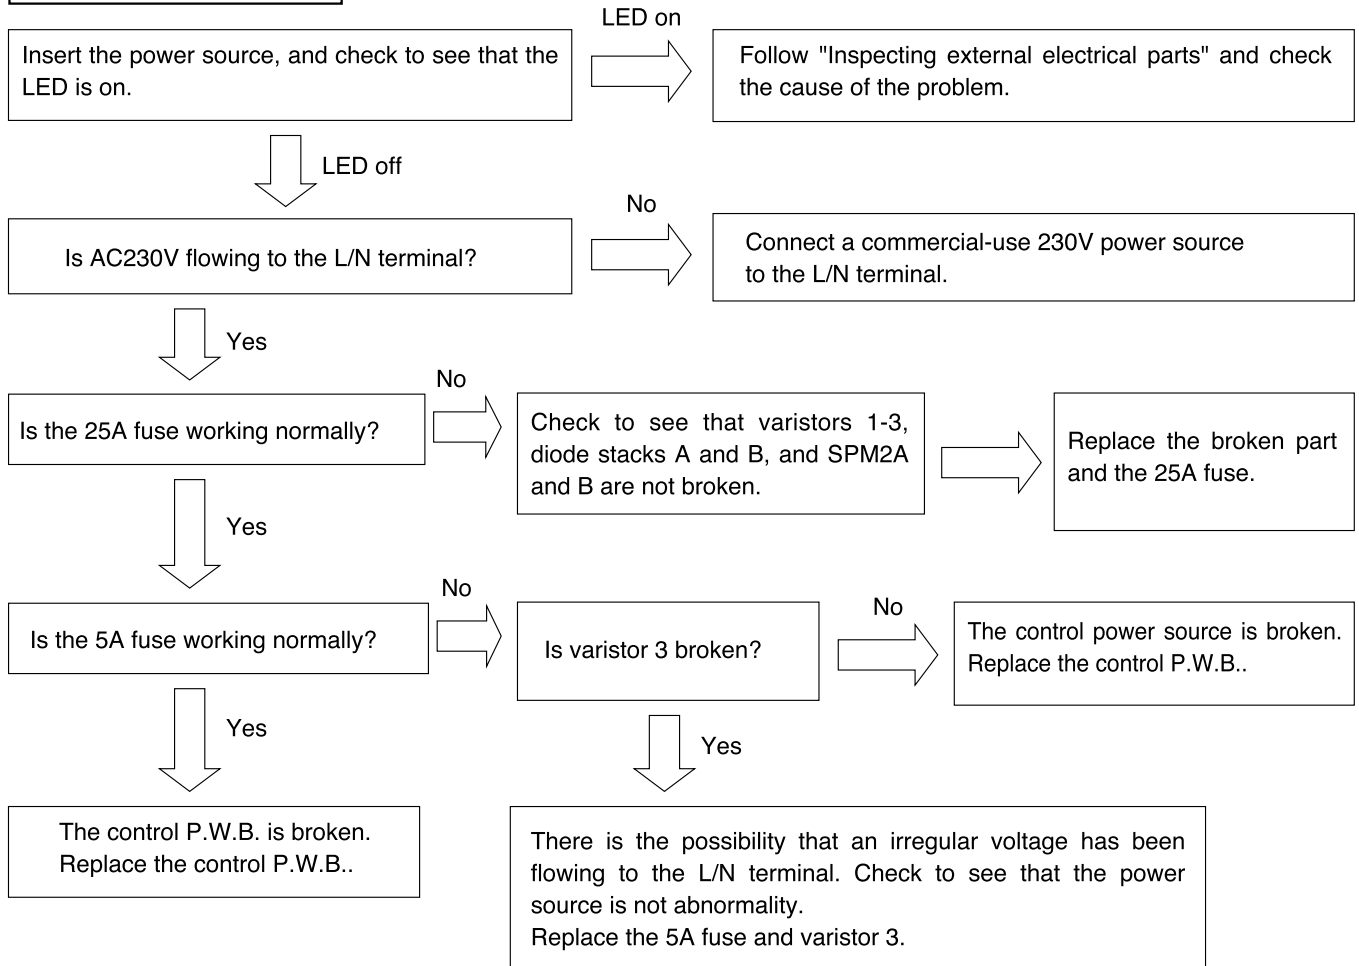 LED on
Insert the power source, and check to see that the
LED is on.
Follow "Inspecting external electrical parts" and check
the cause of the problem.
LED off
No
Is AC230V flowing to the L/N terminal?
Connect a commercial-use 230V power source
to the L/N terminal.
Yes
No
Is the 25A fuse working normally?
Check to see that varistors 1-3,
diode stacks A and B, and SPM2A
and B are not broken.
Replace the broken part
and the 25A fuse.
Yes
No
Is the 5A fuse working normally?
Is varistor 3 broken?
No
The control power source is broken.
Replace the control P.W.B..
Yes
Yes
The control P.W.B. is broken.
Replace the control P.W.B..
There is the possibility that an irregular voltage has been
flowing to the L/N terminal. Check to see that the power
source is not abnormality.
Replace the 5A fuse and varistor 3.